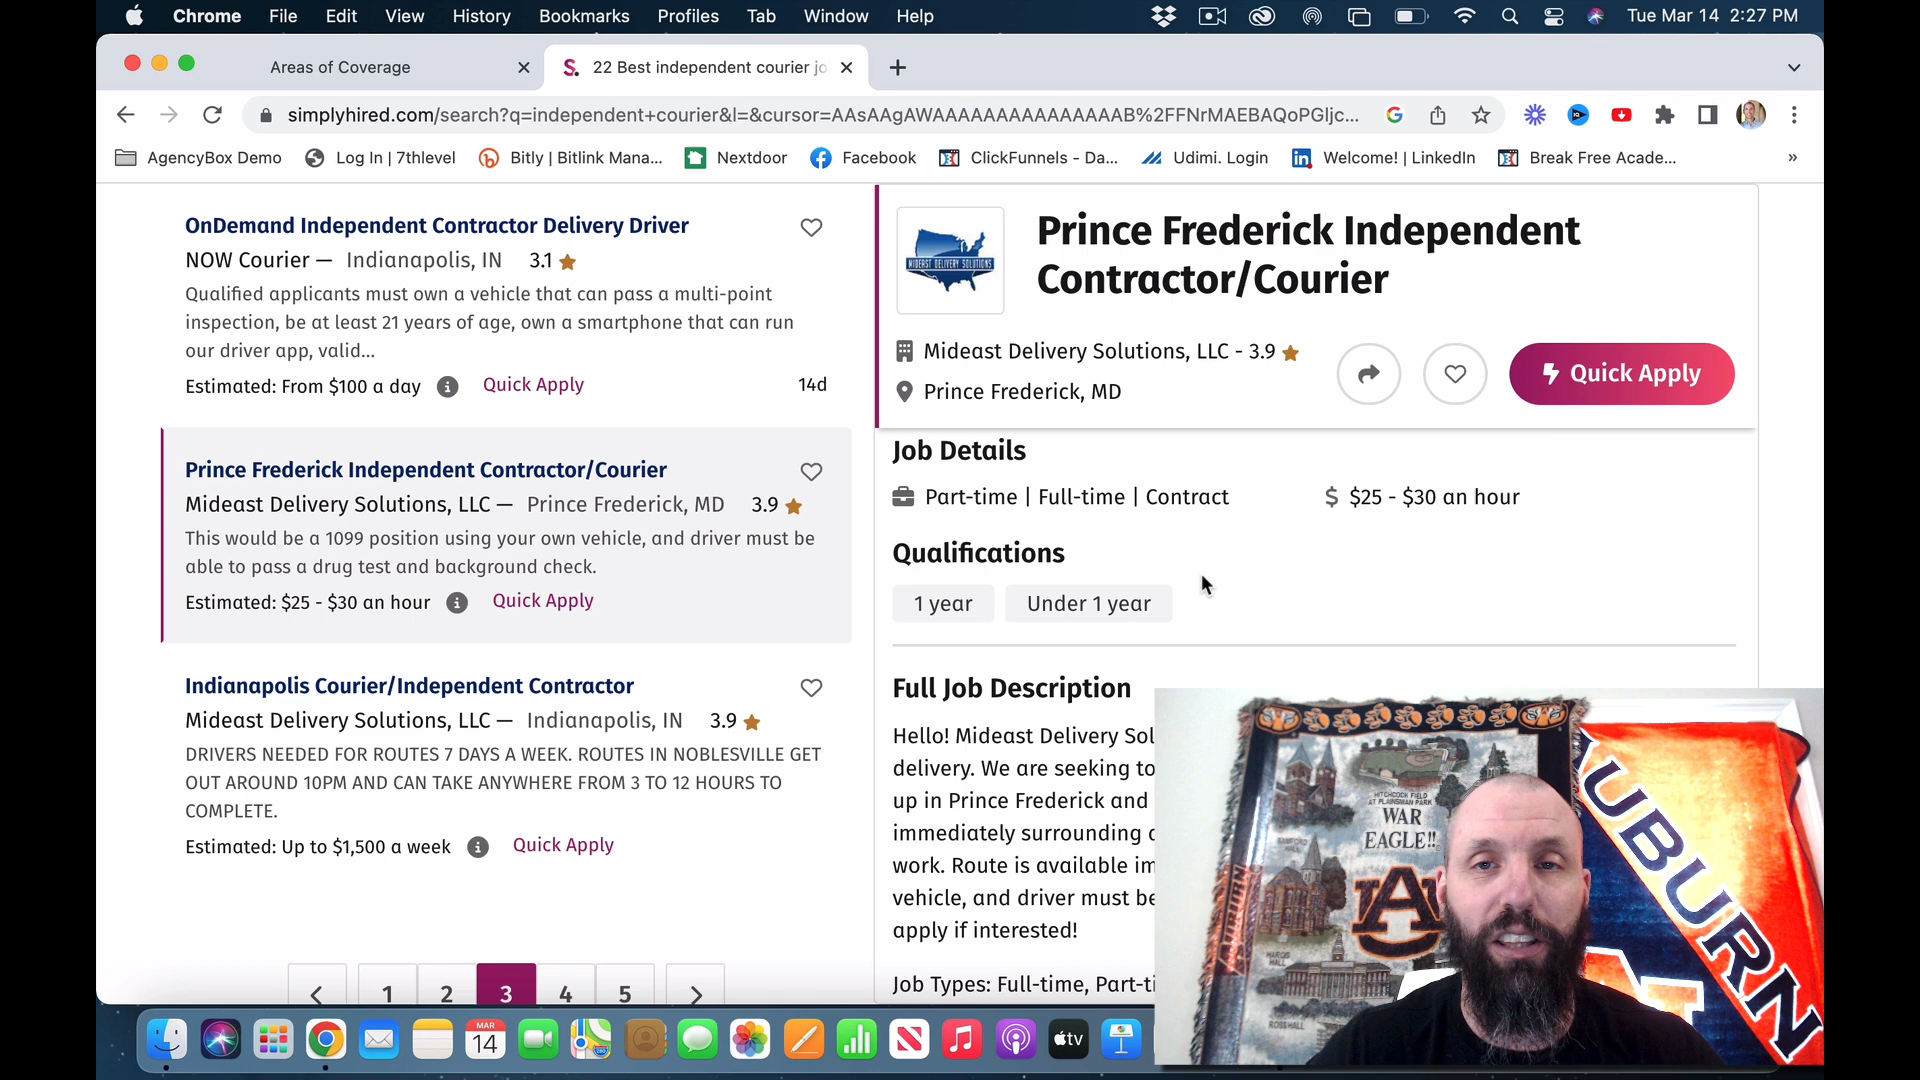 Chrome File Edit View History Bookmarks Profiles Tab Window Help Tue Mar 14 2:27 PM
Areas of Coverage
S. 22 Best independent courier jo
simplyhired.com/search?q=independent+courier&l=&cursor=AAsAAgAWAAAAAAAAAAAAAAAB%2FFNrMAEBAQoPGljc...
AgencyBox Demo Log In | 7thlevel Bitly | Bitlink Mana... Nextdoor Facebook ClickFunnels - Da... Udimi. Login Welcome! | LinkedIn Break Free Acade... »
OnDemand Independent Contractor Delivery Driver
NOW Courier — Indianapolis, IN 3.1
Qualified applicants must own a vehicle that can pass a multi-point
inspection, be at least 21 years of age, own a smartphone that can run
our driver app, valid...
Estimated: From $100 a day Quick Apply 14d
Prince Frederick Independent Contractor/Courier
Mideast Delivery Solutions, LLC — Prince Frederick, MD 3.9
This would be a 1099 position using your own vehicle, and driver must be
able to pass a drug test and background check.
Estimated: $25 - $30 an hour Quick Apply
Indianapolis Courier/Independent Contractor
Mideast Delivery Solutions, LLC — Indianapolis, IN 3.9
DRIVERS NEEDED FOR ROUTES 7 DAYS A WEEK. ROUTES IN NOBLESVILLE GET
OUT AROUND 10PM AND CAN TAKE ANYWHERE FROM 3 TO 12 HOURS TO
COMPLETE.
Estimated: Up to $1,500 a week Quick Apply
1 2 3 4 5
MIDEAST DELIVERY SOLUTIONS
Prince Frederick Independent
Contractor/Courier
Mideast Delivery Solutions, LLC - 3.9
Prince Frederick, MD
Quick Apply
Job Details
Part-time | Full-time | Contract $25 - $30 an hour
Qualifications
1 year Under 1 year
Full Job Description
Hello! Mideast Delivery Sol
delivery. We are seeking to
up in Prince Frederick and
immediately surrounding
work. Route is available im
vehicle, and driver must be
apply if interested!
Job Types: Full-time, Part-ti
HITCHCOCK FIELD
AT PLAINSMAN PARK
WAR
EAGLE!!
AU
AUBURN
MAR
14
tv